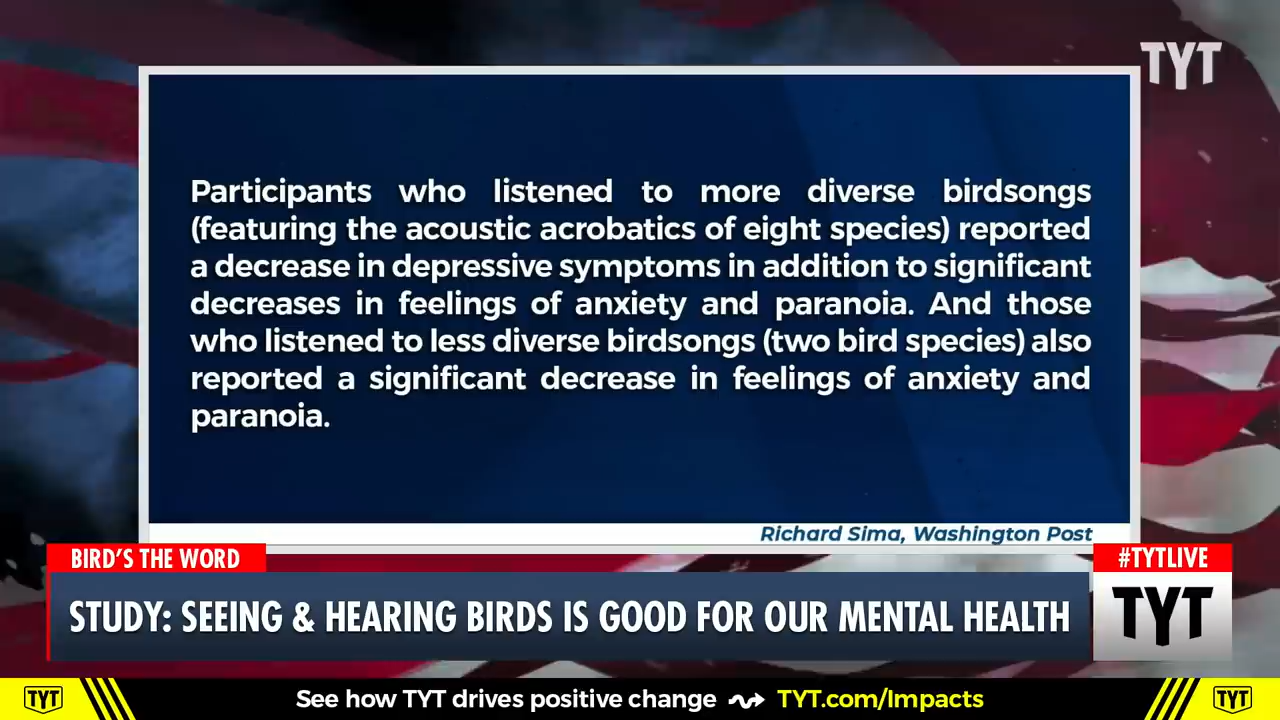 TYT
Participants who listened to more diverse birdsongs
(featuring the acoustic acrobatics of eight species) reported
a decrease in depressive symptoms in addition to significant
decreases in feelings of anxiety and paranoia. And those
who listened to less diverse birdsongs (two bird species) also
reported a significant decrease in feelings of anxiety and
paranoia.
Richard Sima, Washington Post
BIRD'S THE WORD
#TYTLIVE
STUDY: SEEING & HEARING BIRDS IS GOOD FOR OUR MENTAL HEALTH
TYT
TYT
See how TYT drives positive change TYT.com/Impacts
TYT